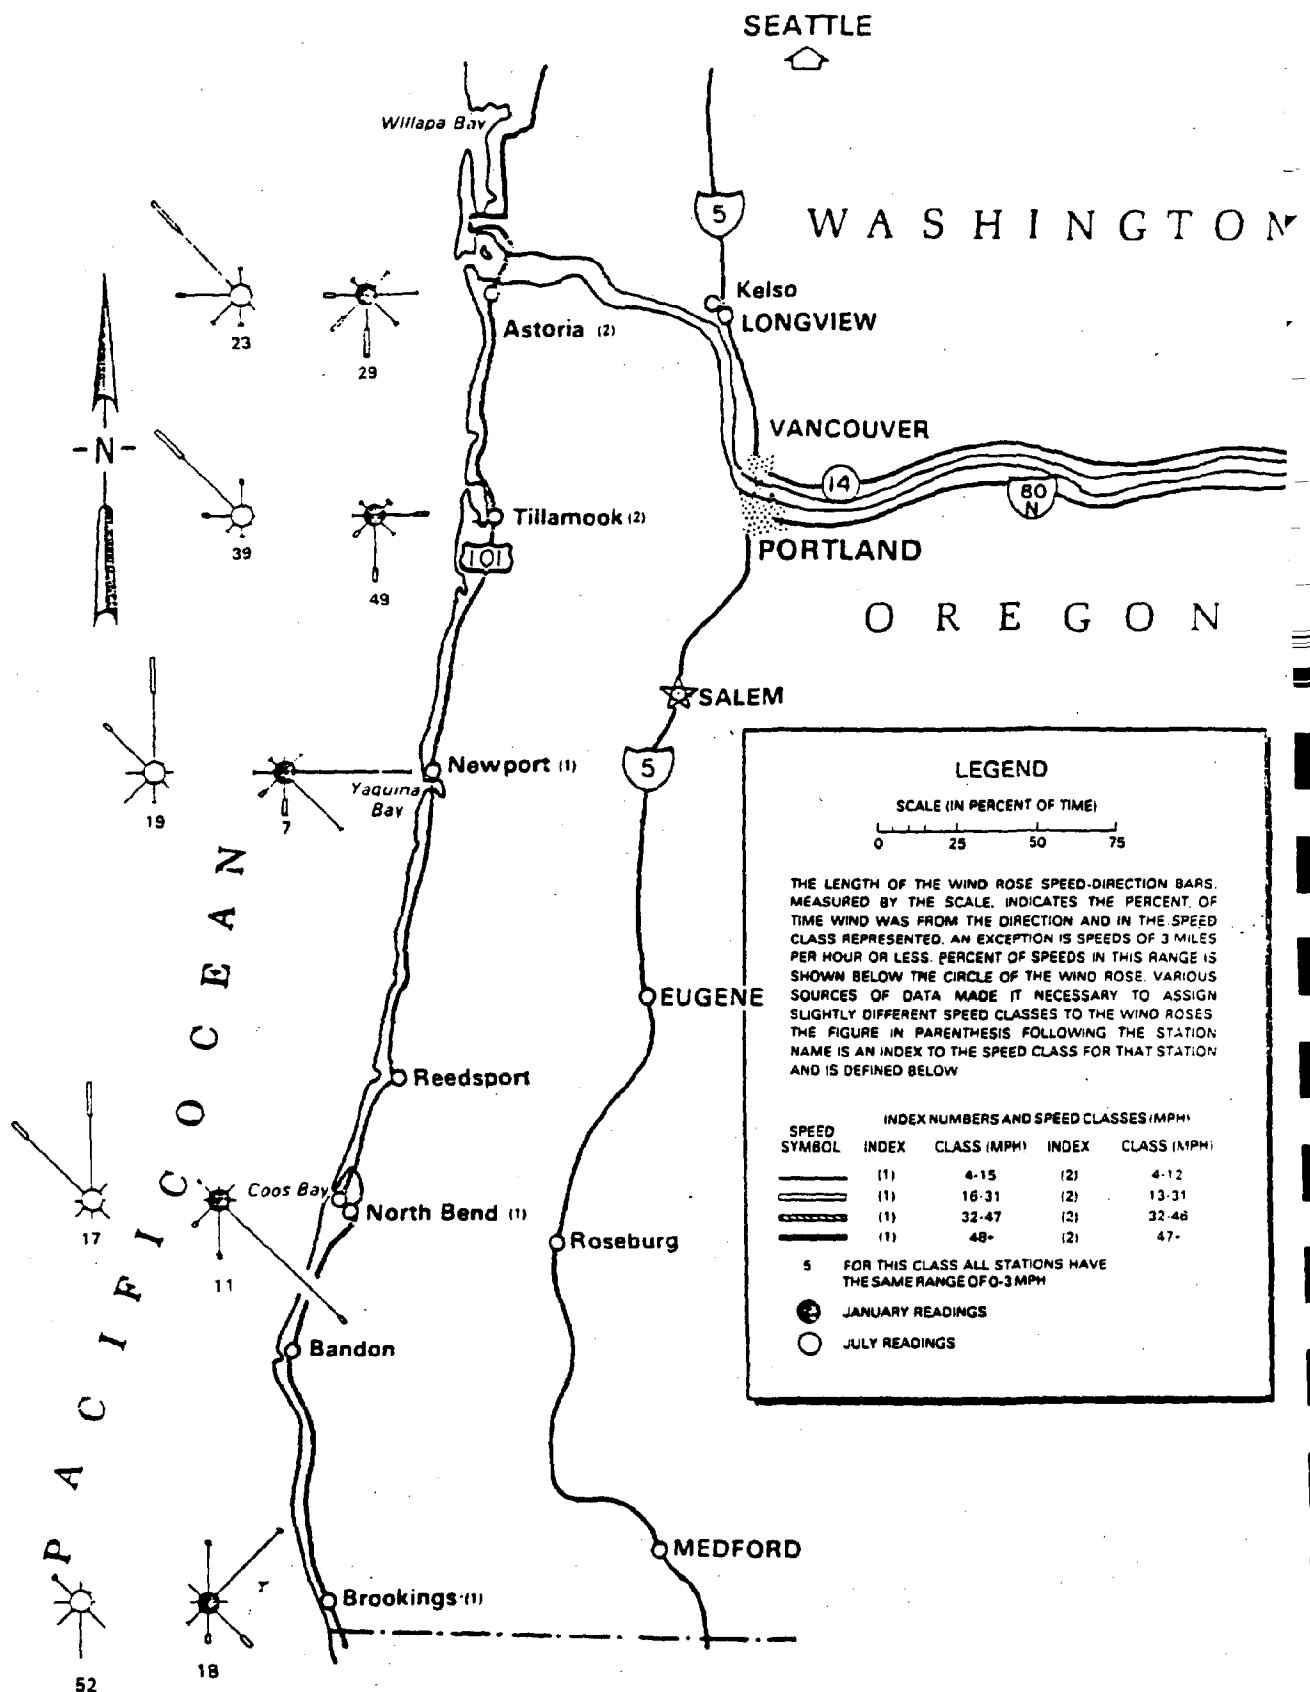 SEATTLE
Willapa Bay
5
WASHINGTON
Kelso
LONGVIEW
Astoria (2)
23
29
VANCOUVER
-N-
14
80
N
Tillamook (2)
39
49
101
PORTLAND
OREGON
SALEM
Newport (1)
5
Yaquina
Bay
19
7
LEGEND
SCALE (IN PERCENT OF TIME)
0 25 50 75
THE LENGTH OF THE WIND ROSE SPEED-DIRECTION BARS,
MEASURED BY THE SCALE, INDICATES THE PERCENT OF
TIME WIND WAS FROM THE DIRECTION AND IN THE SPEED
CLASS REPRESENTED. AN EXCEPTION IS SPEEDS OF 3 MILES
PER HOUR OR LESS. PERCENT OF SPEEDS IN THIS RANGE IS
SHOWN BELOW THE CIRCLE OF THE WIND ROSE. VARIOUS
SOURCES OF DATA MADE IT NECESSARY TO ASSIGN
SLIGHTLY DIFFERENT SPEED CLASSES TO THE WIND ROSES
THE FIGURE IN PARENTHESIS FOLLOWING THE STATION
NAME IS AN INDEX TO THE SPEED CLASS FOR THAT STATION
AND IS DEFINED BELOW
INDEX NUMBERS AND SPEED CLASSES (MPH)
SPEED
SYMBOL INDEX CLASS (MPH) INDEX CLASS (MPH)
(1) 4-15 (2) 4-12
(1) 16-31 (2) 13-31
(1) 32-47 (2) 32-46
(1) 48+ (2) 47-
5 FOR THIS CLASS ALL STATIONS HAVE
THE SAME RANGE OF 0-3 MPH
JANUARY READINGS
JULY READINGS
EUGENE
Reedsport
PACIFIC OCEAN
Coos Bay
North Bend (1)
17
11
Roseburg
Bandon
MEDFORD
Brookings (1)
52
18